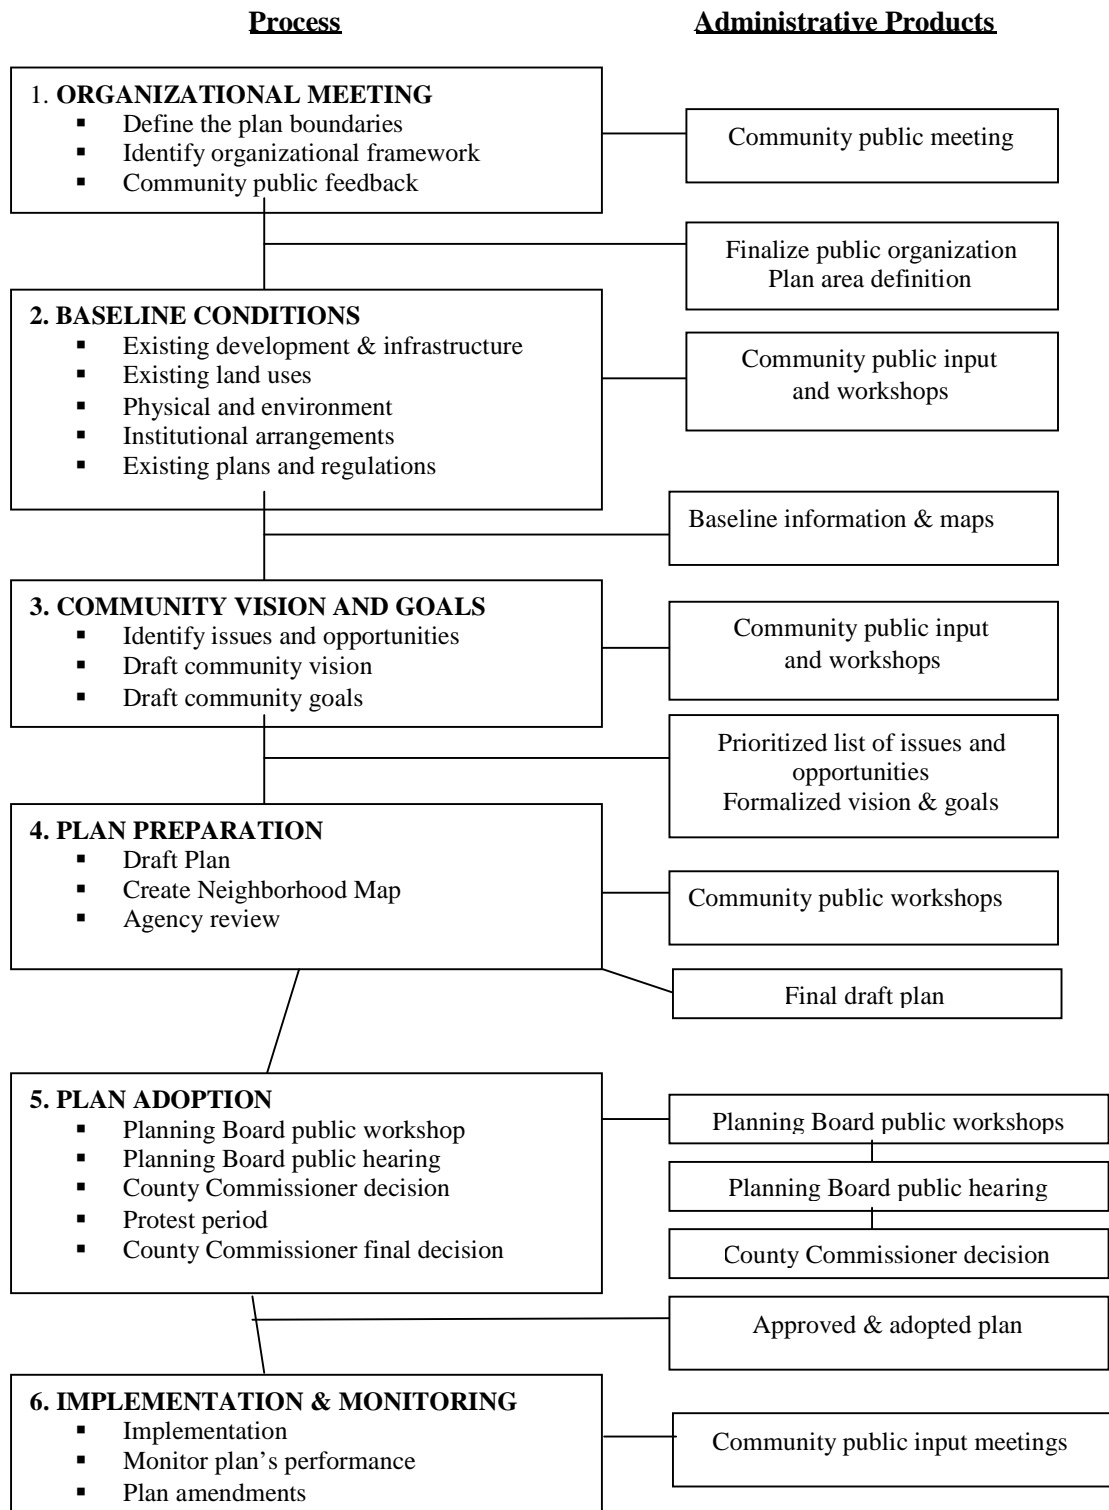 Process
Administrative Products
1. ORGANIZATIONAL MEETING
▪ Define the plan boundaries
▪ Identify organizational framework
▪ Community public feedback
Community public meeting
Finalize public organization
Plan area definition
2. BASELINE CONDITIONS
▪ Existing development & infrastructure
▪ Existing land uses
▪ Physical and environment
▪ Institutional arrangements
▪ Existing plans and regulations
Community public input
and workshops
Baseline information & maps
3. COMMUNITY VISION AND GOALS
▪ Identify issues and opportunities
▪ Draft community vision
▪ Draft community goals
Community public input
and workshops
Prioritized list of issues and
opportunities
Formalized vision & goals
4. PLAN PREPARATION
▪ Draft Plan
▪ Create Neighborhood Map
▪ Agency review
Community public workshops
Final draft plan
5. PLAN ADOPTION
▪ Planning Board public workshop
▪ Planning Board public hearing
▪ County Commissioner decision
▪ Protest period
▪ County Commissioner final decision
Planning Board public workshops
Planning Board public hearing
County Commissioner decision
Approved & adopted plan
6. IMPLEMENTATION & MONITORING
▪ Implementation
▪ Monitor plan’s performance
▪ Plan amendments
Community public input meetings